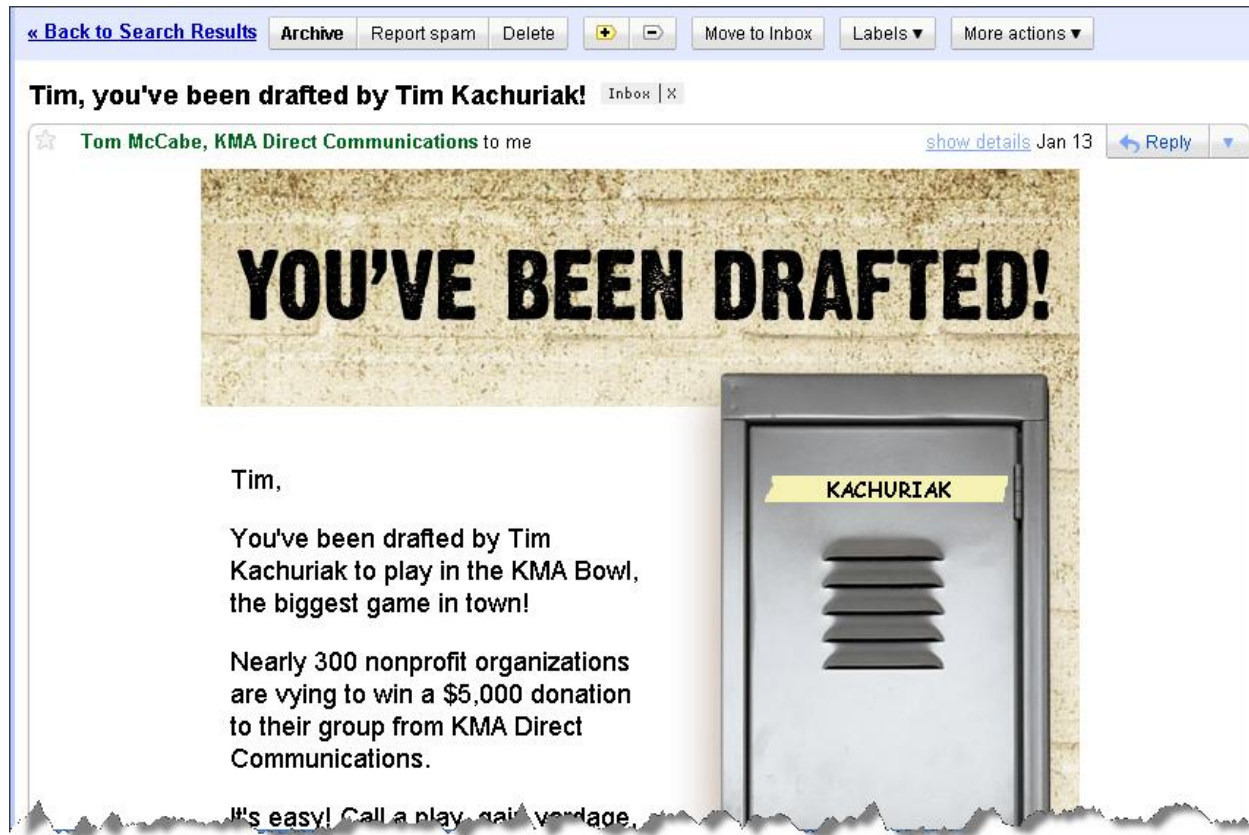 « Back to Search Results Archive Report spam Delete Move to Inbox Labels ▼ More actions ▼
Tim, you've been drafted by Tim Kachuriak! Inbox | X
Tom McCabe, KMA Direct Communications to me show details Jan 13 Reply ▼
YOU'VE BEEN DRAFTED!
KACHURIAK
Tim,
You've been drafted by Tim
Kachuriak to play in the KMA Bowl,
the biggest game in town!
Nearly 300 nonprofit organizations
are vying to win a $5,000 donation
to their group from KMA Direct
Communications.
It's easy! Call a play, gain yardage,